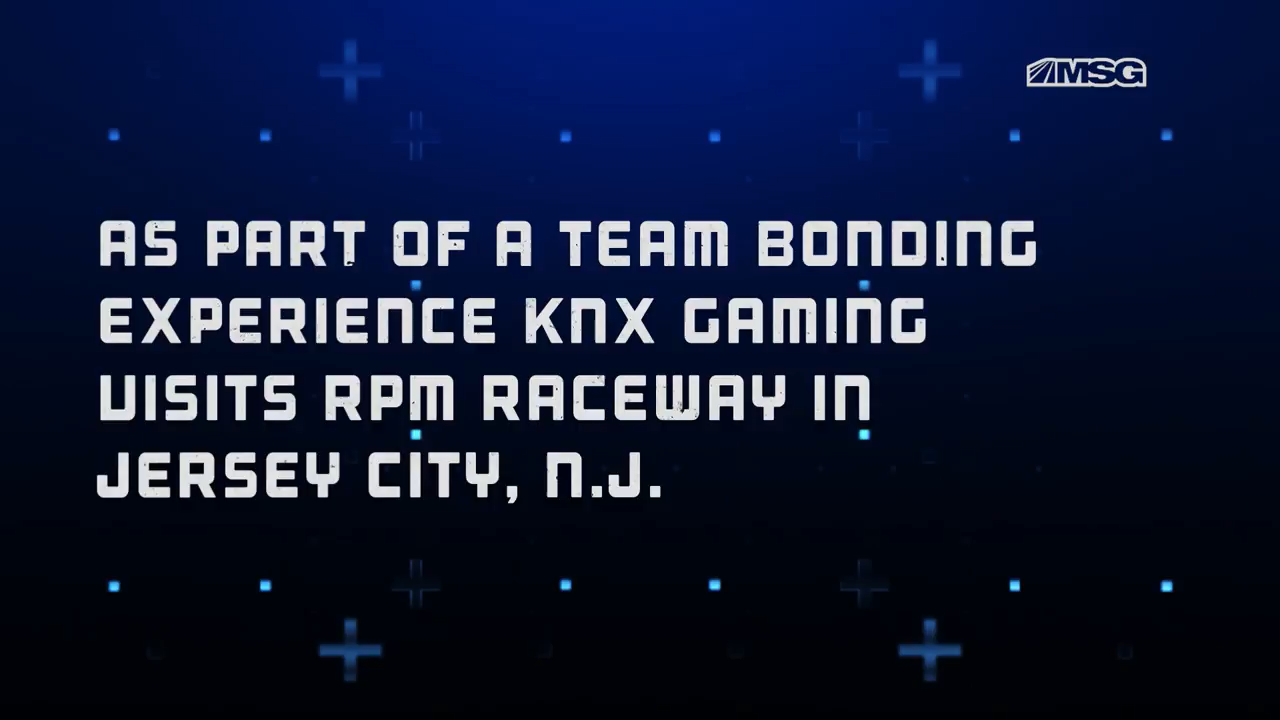 MSG
AS PART OF A TEAM BONDING
EXPERIENCE KNX GAMING
VISITS RPM RACEWAY IN
JERSEY CITY, N.J.